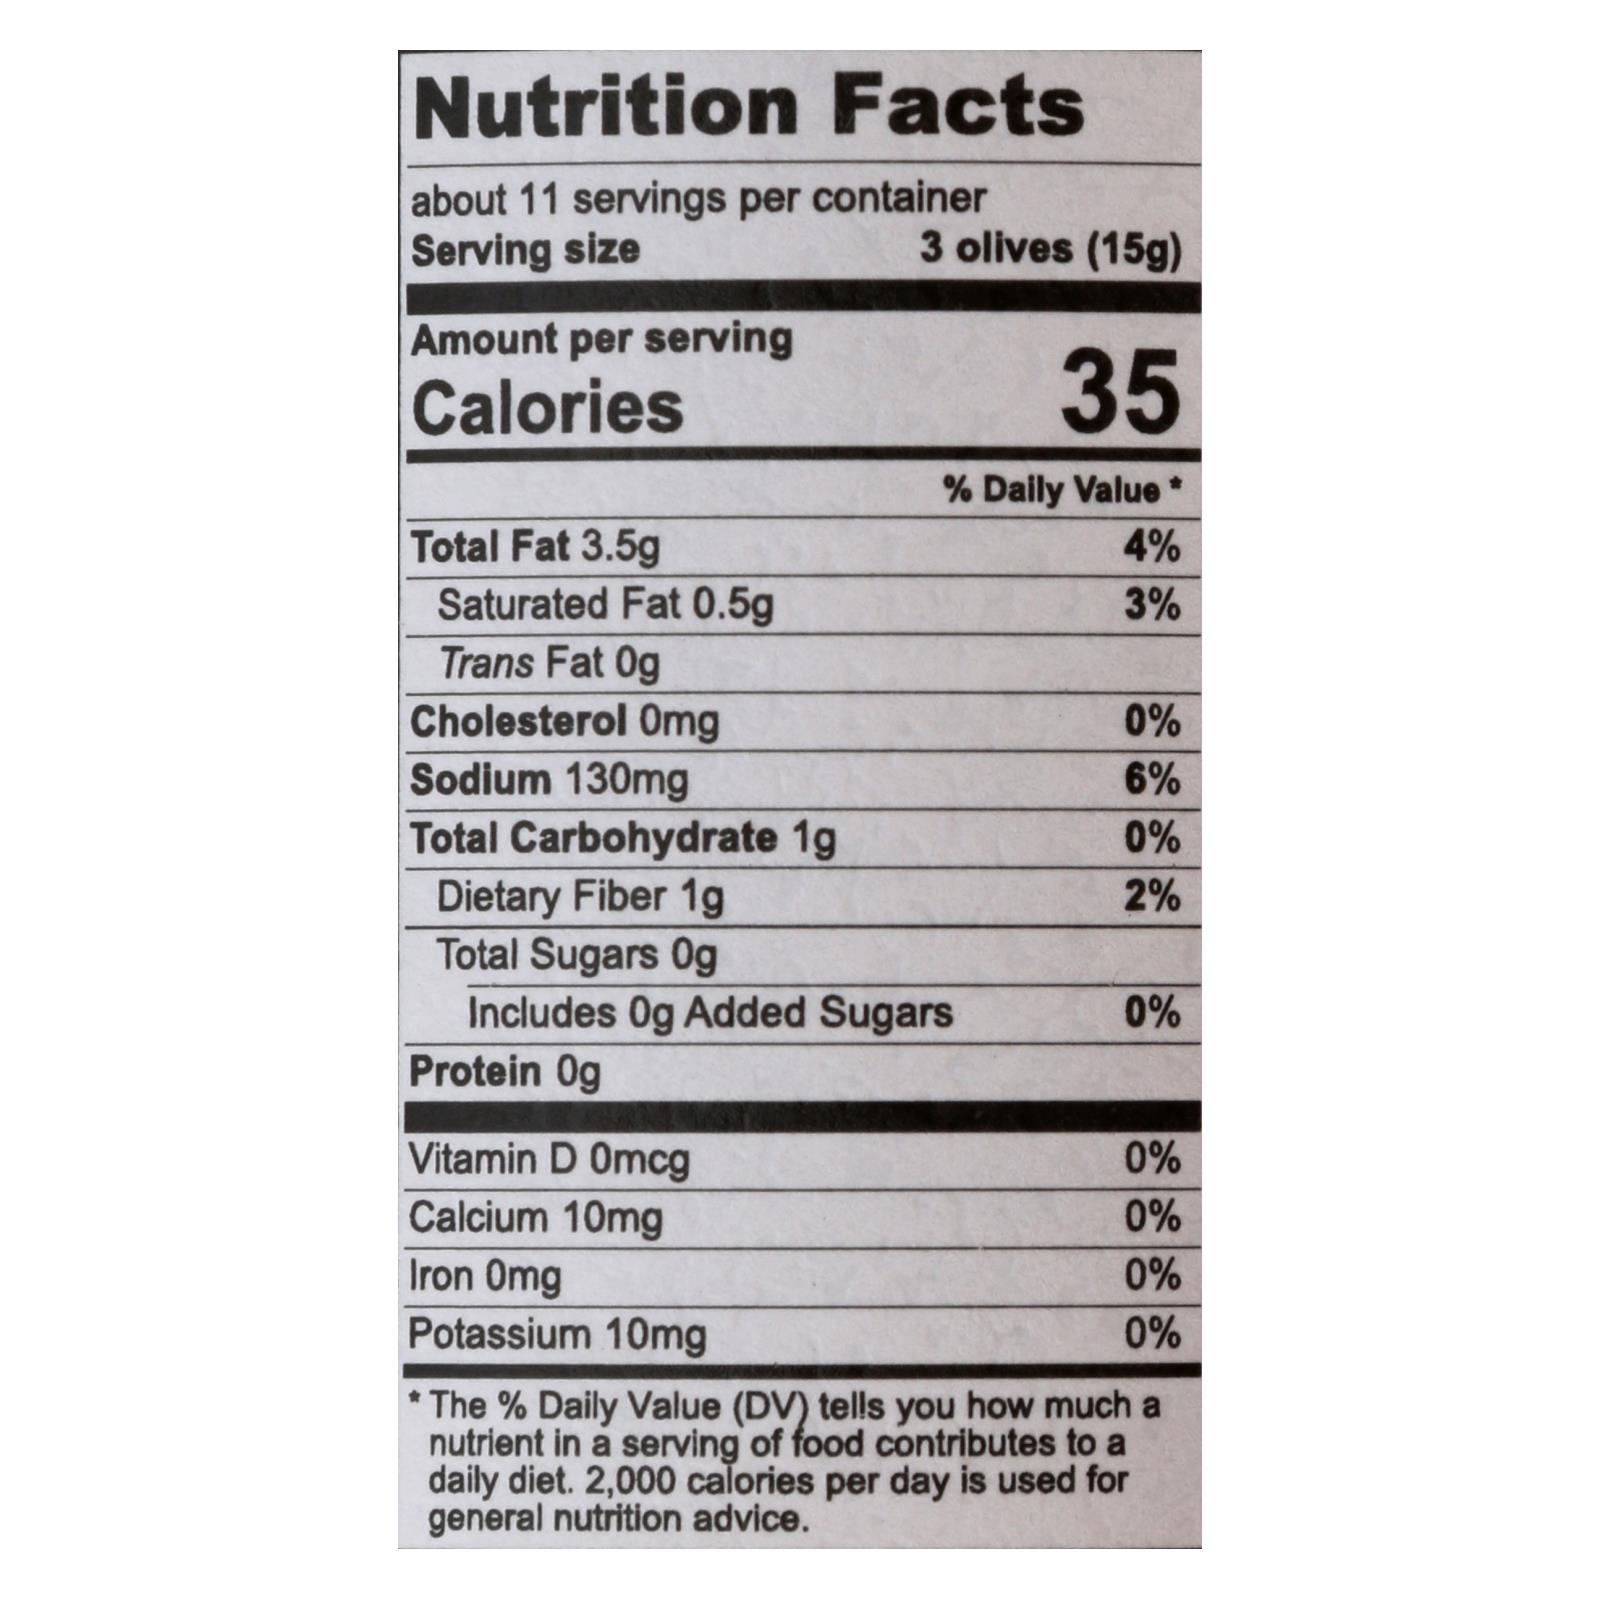 Nutrition Facts
about 11 servings per container
Serving size 3 olives (15g)
Amount per serving
Calories 35
% Daily Value *
Total Fat 3.5g 4%
Saturated Fat 0.5g 3%
Trans Fat 0g
Cholesterol 0mg 0%
Sodium 130mg 6%
Total Carbohydrate 1g 0%
Dietary Fiber 1g 2%
Total Sugars 0g
Includes 0g Added Sugars 0%
Protein 0g
Vitamin D 0mcg 0%
Calcium 10mg 0%
Iron 0mg 0%
Potassium 10mg 0%
* The % Daily Value (DV) tells you how much a
nutrient in a serving of food contributes to a
daily diet. 2,000 calories per day is used for
general nutrition advice.